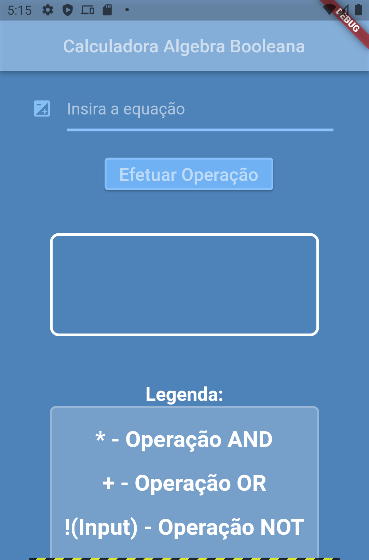 5:15
DEBUG
Calculadora Algebra Booleana
Insira a equação
Efetuar Operação
Legenda:
* - Operação AND
+ - Operação OR
!(Input) - Operação NOT